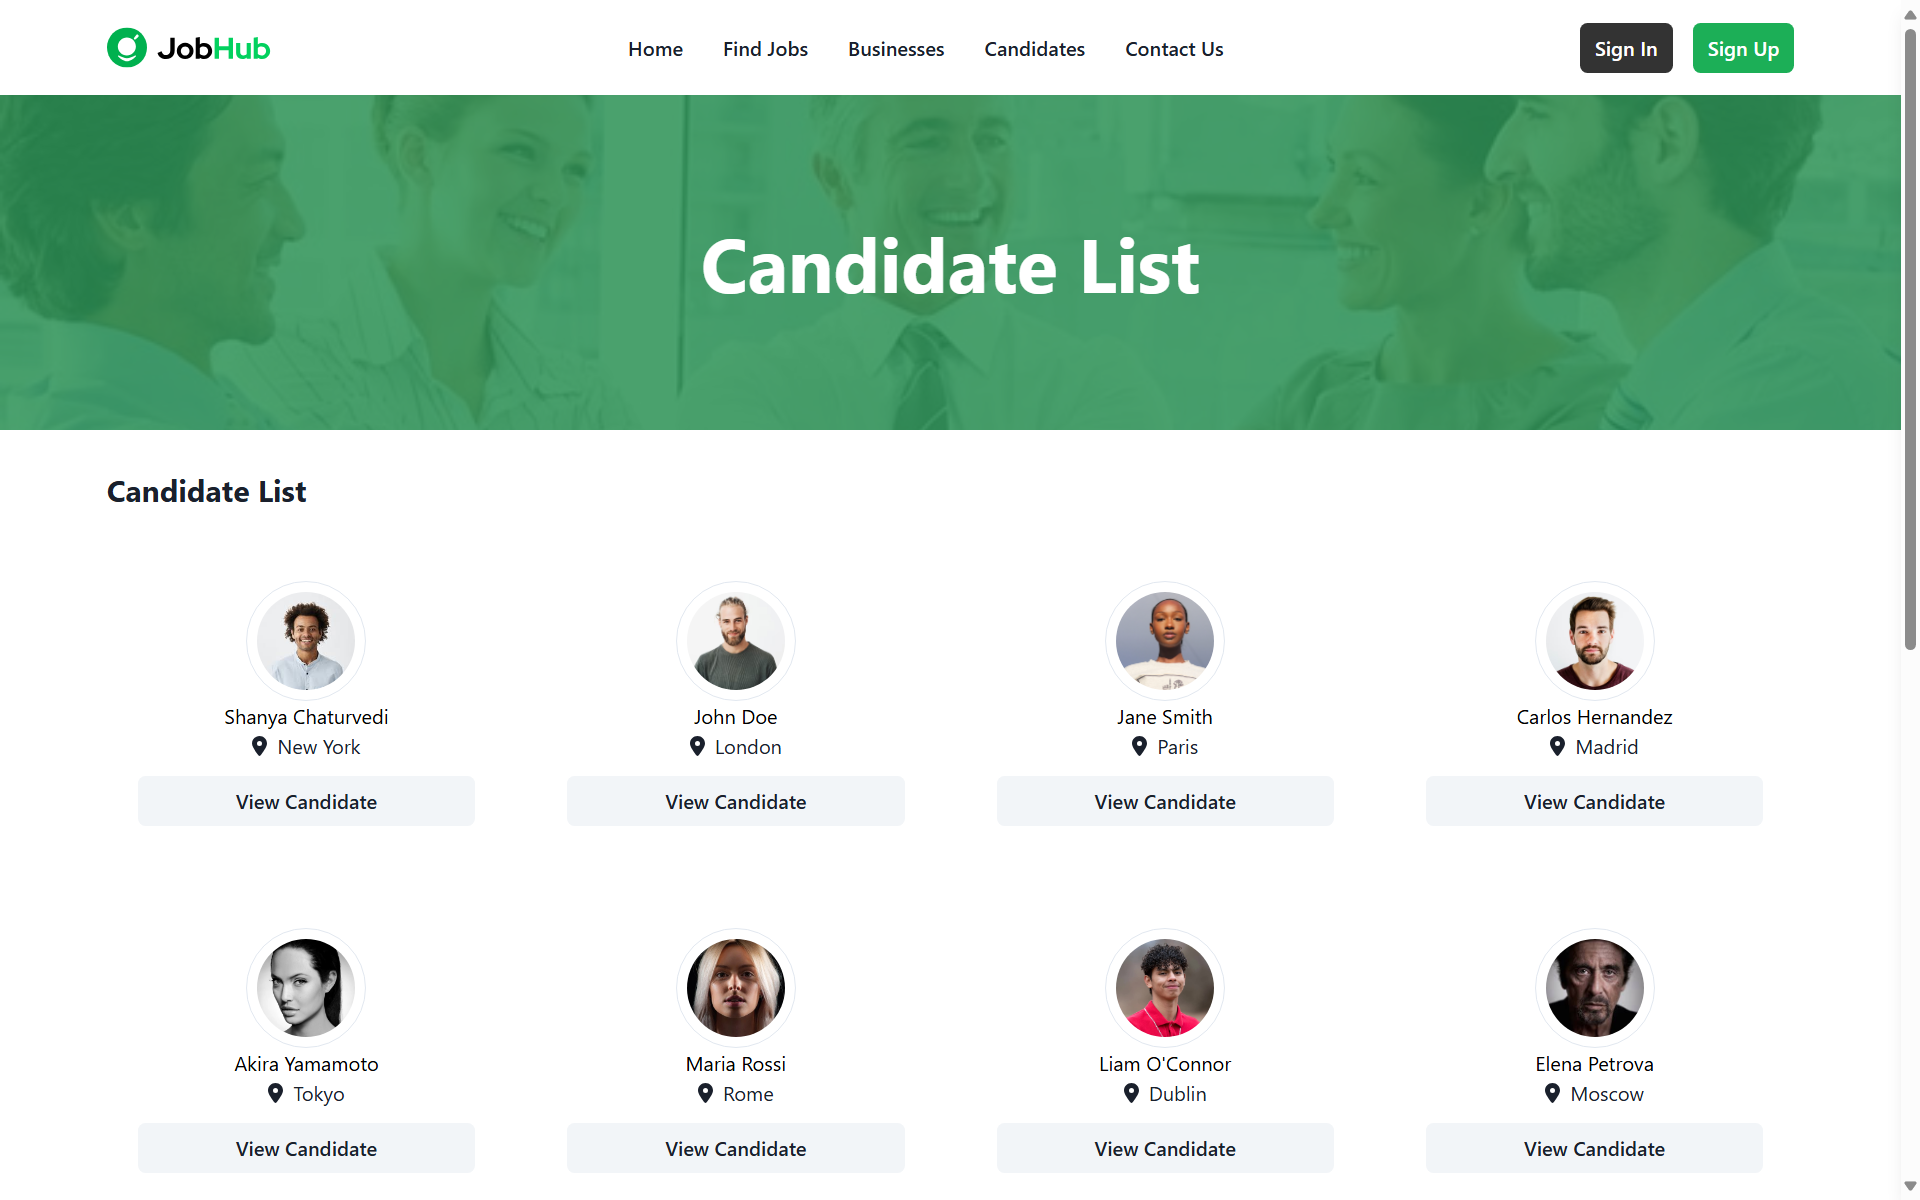 JobHub
Home
Find Jobs
Businesses
Candidates
Contact Us
Sign In
Sign Up
Candidate List
Candidate List
Shanya Chaturvedi
New York
View Candidate
John Doe
London
View Candidate
Jane Smith
Paris
View Candidate
Carlos Hernandez
Madrid
View Candidate
Akira Yamamoto
Tokyo
View Candidate
Maria Rossi
Rome
View Candidate
Liam O'Connor
Dublin
View Candidate
Elena Petrova
Moscow
View Candidate